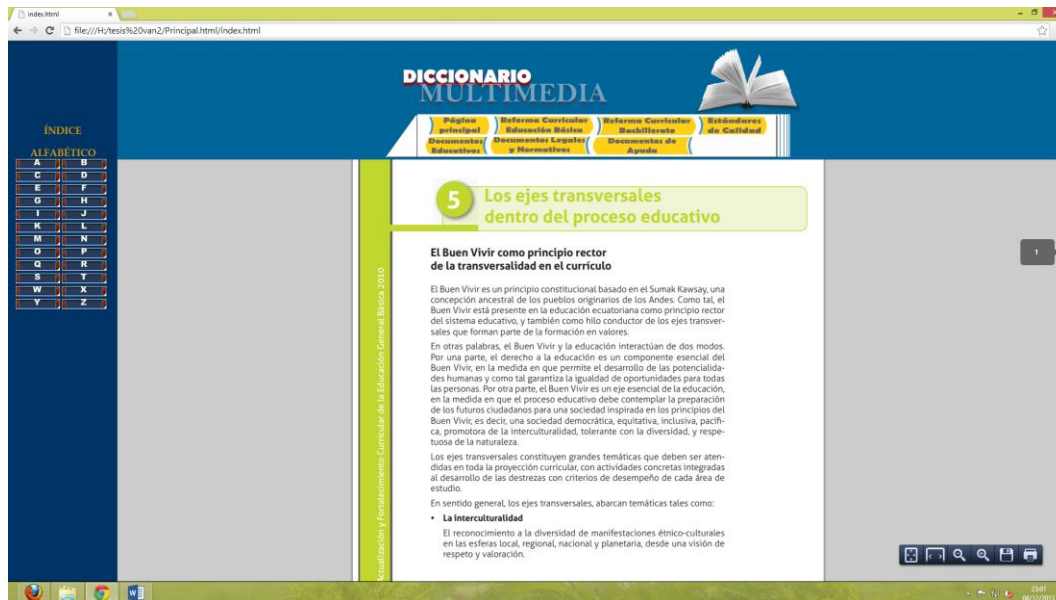 index.html
file:///H:/tesis%20van2/Principal.html/index.html
DICCIONARIO
MULTIMEDIA
Página principal
Reforma Curricular Educación Básica
Reforma Curricular Bachillerato
Estándares de Calidad
Documentos Educativos
Documentos Legales y Normativos
Documentos de Ayuda
ÍNDICE
ALFABÉTICO
A B
C D
E F
G H
I J
K L
M N
O P
Q R
S T
W X
Y Z
Actualización y Fortalecimiento Curricular de la Educación General Básica 2010
5
Los ejes transversales
dentro del proceso educativo
El Buen Vivir como principio rector
de la transversalidad en el currículo
El Buen Vivir es un principio constitucional basado en el Sumak Kawsay, una
concepción ancestral de los pueblos originarios de los Andes. Como tal, el
Buen Vivir está presente en la educación ecuatoriana como principio rector
del sistema educativo, y también como hilo conductor de los ejes transver-
sales que forman parte de la formación en valores.
En otras palabras, el Buen Vivir y la educación interactúan de dos modos.
Por una parte, el derecho a la educación es un componente esencial del
Buen Vivir, en la medida en que permite el desarrollo de las potencialida-
des humanas y como tal garantiza la igualdad de oportunidades para todas
las personas. Por otra parte, el Buen Vivir es un eje esencial de la educación,
en la medida en que el proceso educativo debe contemplar la preparación
de los futuros ciudadanos para una sociedad inspirada en los principios del
Buen Vivir, es decir, una sociedad democrática, equitativa, inclusiva, pacífi-
ca, promotora de la interculturalidad, tolerante con la diversidad, y respe-
tuosa de la naturaleza.
Los ejes transversales constituyen grandes temáticas que deben ser aten-
didas en toda la proyección curricular, con actividades concretas integradas
al desarrollo de las destrezas con criterios de desempeño de cada área de
estudio.
En sentido general, los ejes transversales, abarcan temáticas tales como:
• La interculturalidad
El reconocimiento a la diversidad de manifestaciones étnico-culturales
en las esferas local, regional, nacional y planetaria, desde una visión de
respeto y valoración.
1
23:01
08/12/2013